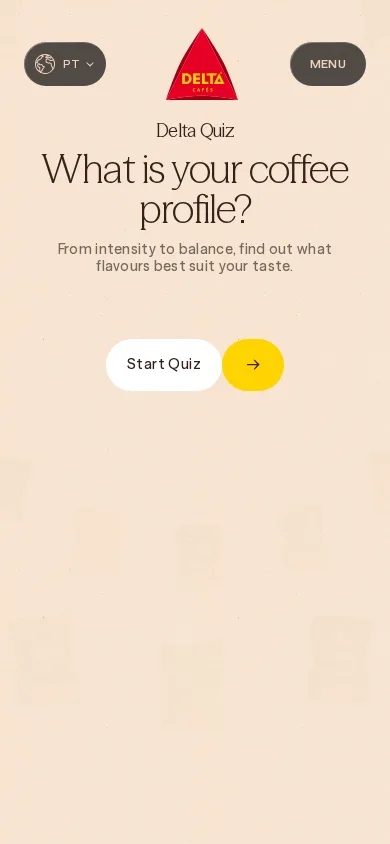 PT
DELTA
CAFÉS
MENU
Delta Quiz
What is your coffee
profile?
From intensity to balance, find out what
flavours best suit your taste.
Start Quiz